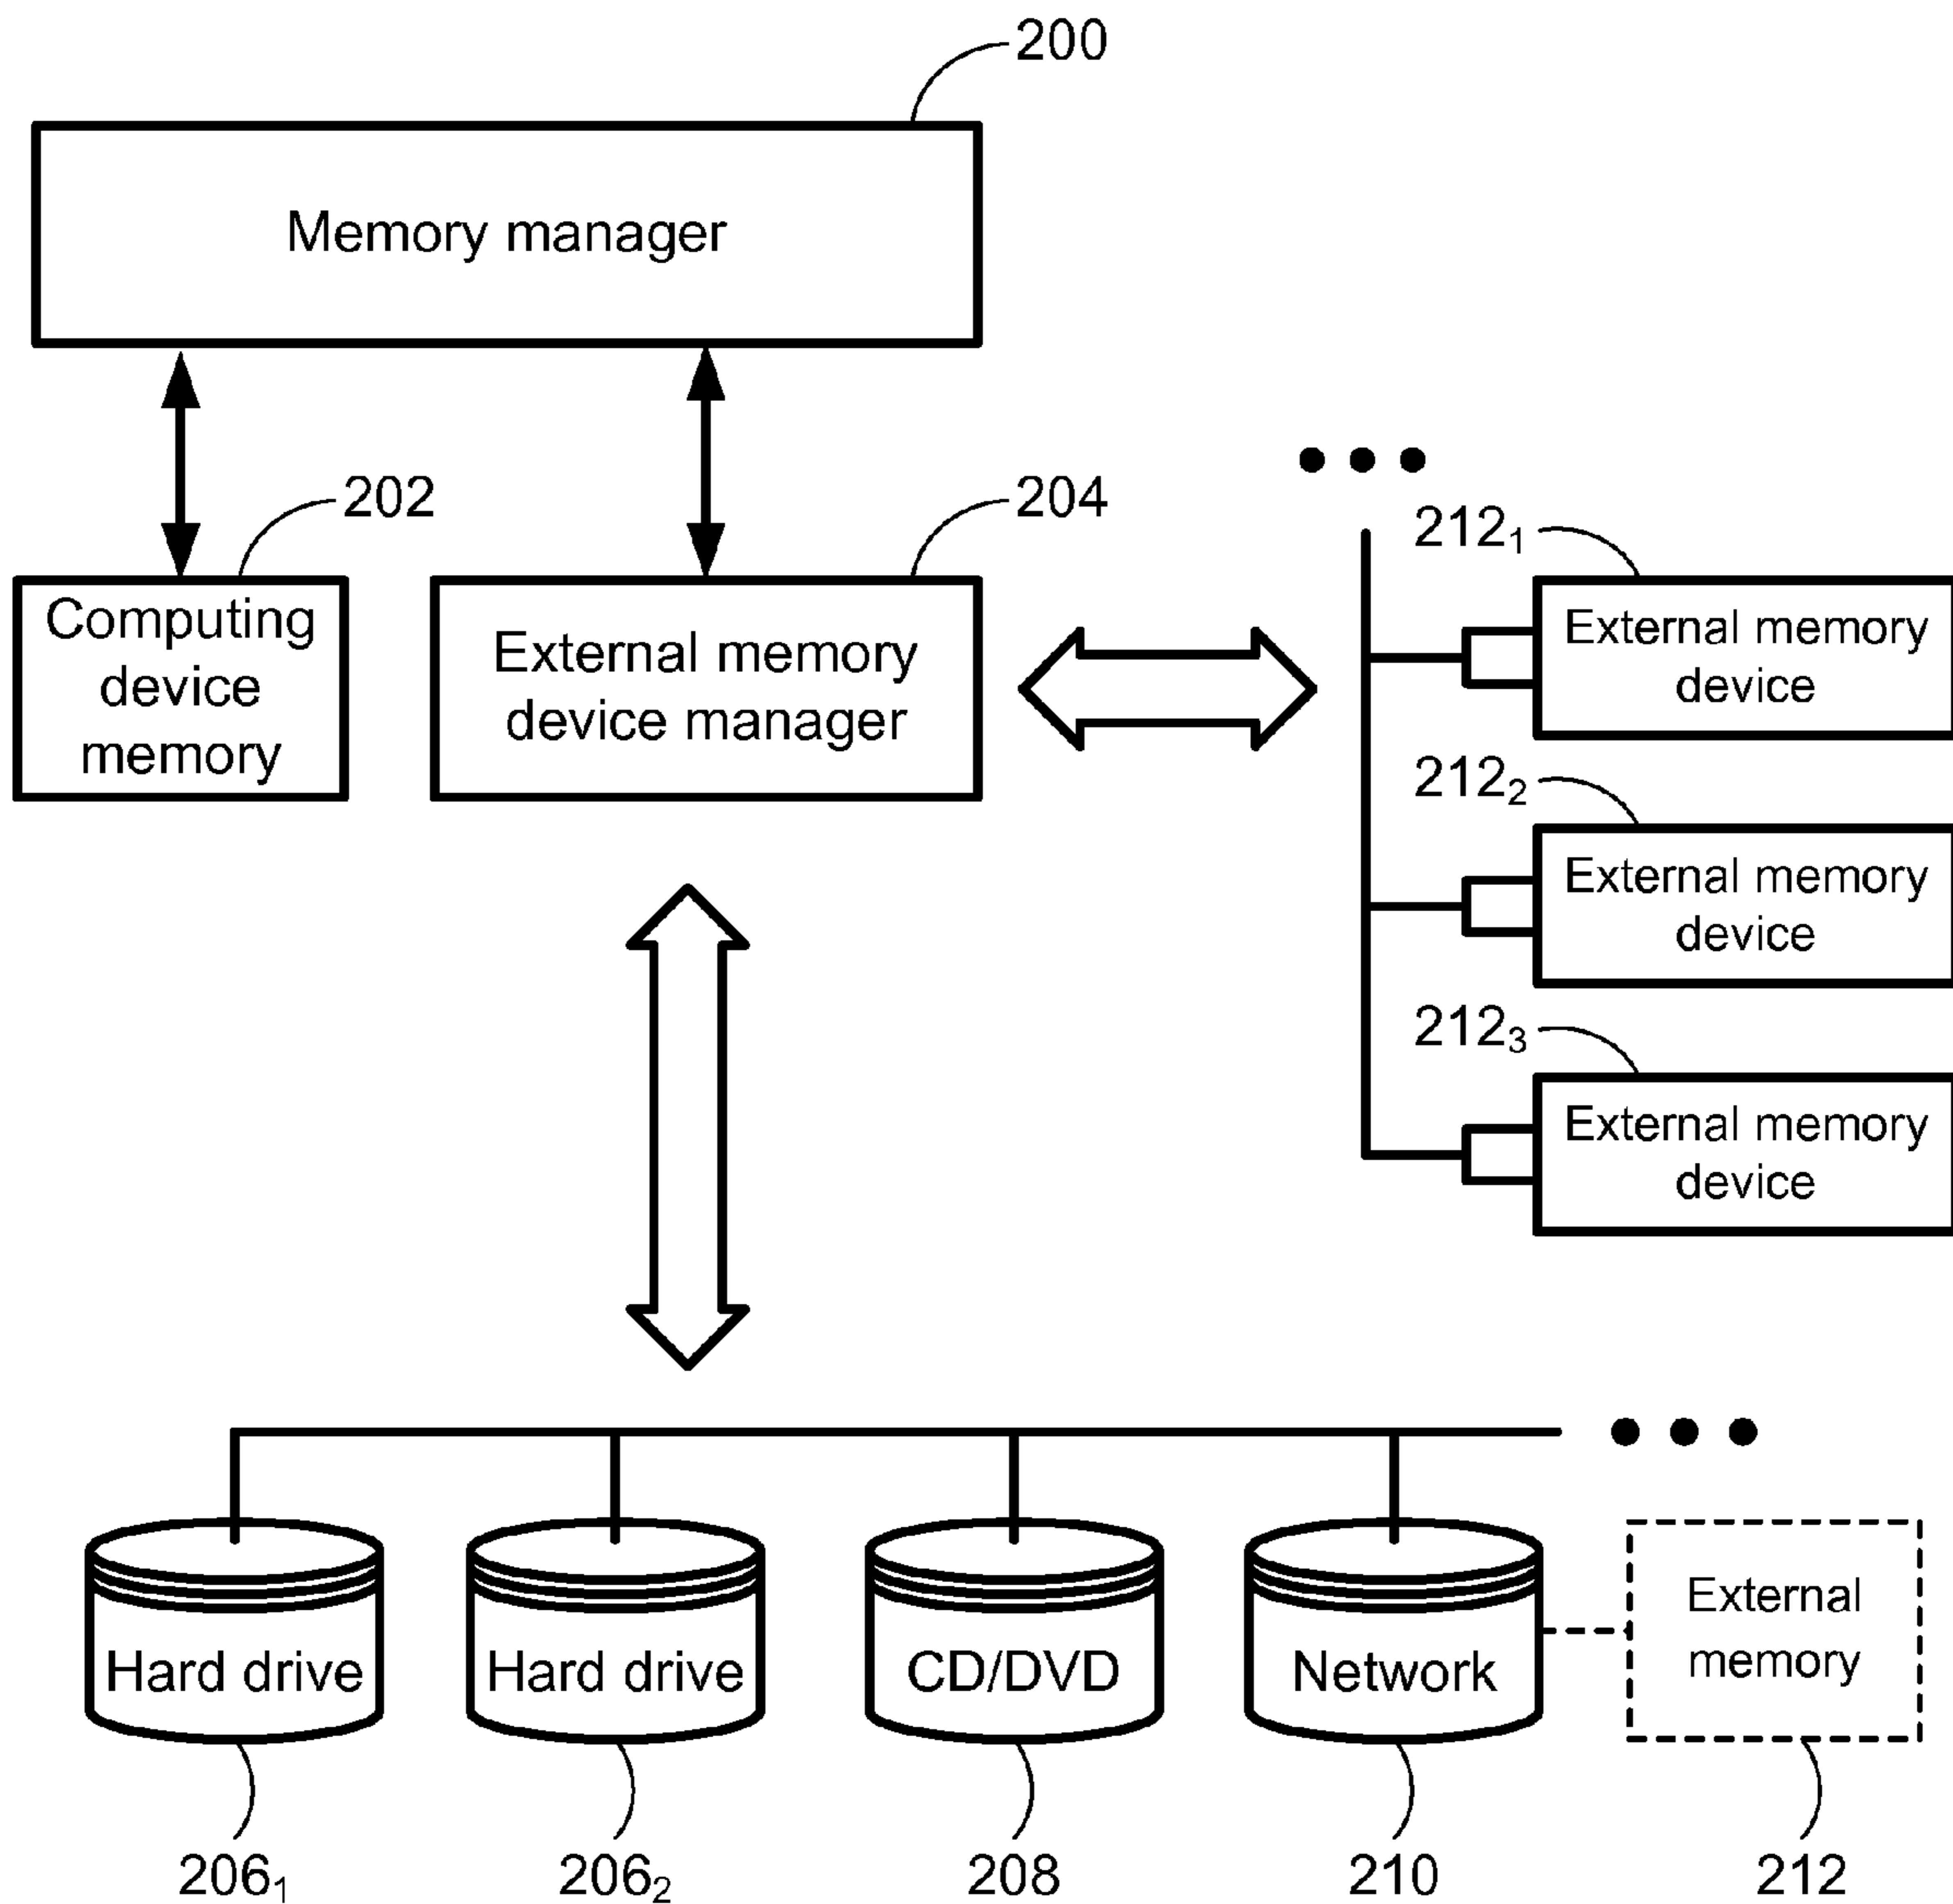 200
Memory manager
202
204
Computing
device
memory
External memory
device manager
212₁
External memory
device
212₂
External memory
device
212₃
External memory
device
Hard drive
Hard drive
CD/DVD
Network
External
memory
206₁
206₂
208
210
212